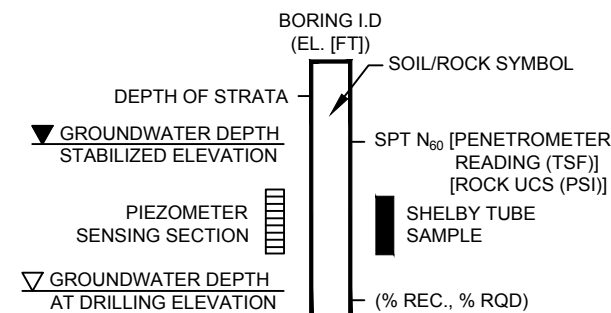 BORING I.D
(EL. [FT])
SOIL/ROCK SYMBOL
DEPTH OF STRATA
GROUNDWATER DEPTH
STABILIZED ELEVATION
SPT N₆₀ [PENETROMETER
READING (TSF)]
[ROCK UCS (PSI)]
PIEZOMETER
SENSING SECTION
SHELBY TUBE
SAMPLE
GROUNDWATER DEPTH
AT DRILLING ELEVATION
(% REC., % RQD)